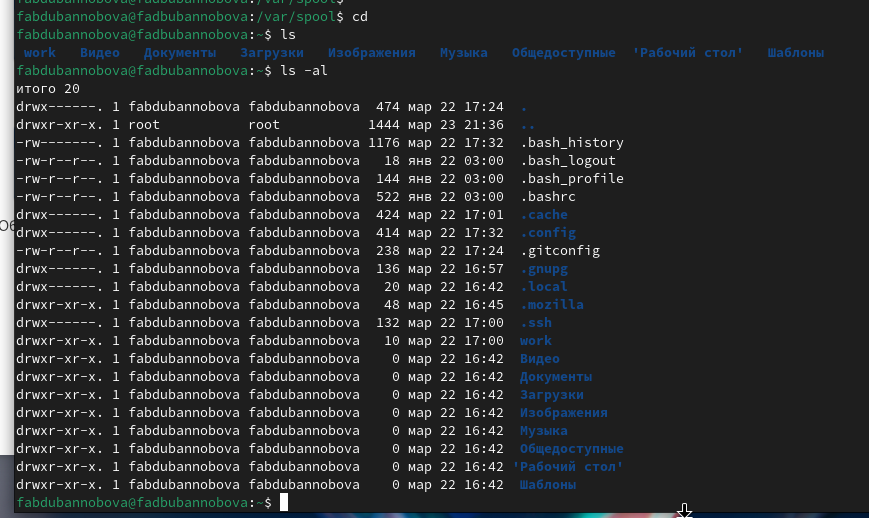 fabdubannobova@fadbubannobova:/var/spool$
fabdubannobova@fadbubannobova:/var/spool$ cd
fabdubannobova@fadbubannobova:~$ ls
work Видео Документы Загрузки Изображения Музыка Общедоступные 'Рабочий стол' Шаблоны
fabdubannobova@fadbubannobova:~$ ls -al
итого 20
drwx------. 1 fabdubannobova fabdubannobova 474 мар 22 17:24 .
drwxr-xr-x. 1 root root 1444 мар 23 21:36 ..
-rw-------. 1 fabdubannobova fabdubannobova 1176 мар 22 17:32 .bash_history
-rw-r--r--. 1 fabdubannobova fabdubannobova 18 янв 22 03:00 .bash_logout
-rw-r--r--. 1 fabdubannobova fabdubannobova 144 янв 22 03:00 .bash_profile
-rw-r--r--. 1 fabdubannobova fabdubannobova 522 янв 22 03:00 .bashrc
drwx------. 1 fabdubannobova fabdubannobova 424 мар 22 17:01 .cache
drwx------. 1 fabdubannobova fabdubannobova 414 мар 22 17:32 .config
-rw-r--r--. 1 fabdubannobova fabdubannobova 238 мар 22 17:24 .gitconfig
drwx------. 1 fabdubannobova fabdubannobova 136 мар 22 16:57 .gnupg
drwx------. 1 fabdubannobova fabdubannobova 20 мар 22 16:42 .local
drwxr-xr-x. 1 fabdubannobova fabdubannobova 48 мар 22 16:45 .mozilla
drwx------. 1 fabdubannobova fabdubannobova 132 мар 22 17:00 .ssh
drwxr-xr-x. 1 fabdubannobova fabdubannobova 10 мар 22 17:00 work
drwxr-xr-x. 1 fabdubannobova fabdubannobova 0 мар 22 16:42 Видео
drwxr-xr-x. 1 fabdubannobova fabdubannobova 0 мар 22 16:42 Документы
drwxr-xr-x. 1 fabdubannobova fabdubannobova 0 мар 22 16:42 Загрузки
drwxr-xr-x. 1 fabdubannobova fabdubannobova 0 мар 22 16:42 Изображения
drwxr-xr-x. 1 fabdubannobova fabdubannobova 0 мар 22 16:42 Музыка
drwxr-xr-x. 1 fabdubannobova fabdubannobova 0 мар 22 16:42 Общедоступные
drwxr-xr-x. 1 fabdubannobova fabdubannobova 0 мар 22 16:42 'Рабочий стол'
drwxr-xr-x. 1 fabdubannobova fabdubannobova 0 мар 22 16:42 Шаблоны
fabdubannobova@fadbubannobova:~$